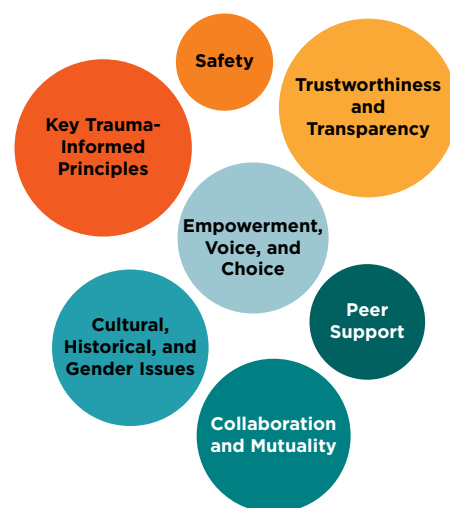 Safety
Trustworthiness
and
Transparency
Key Trauma-
Informed
Principles
Empowerment,
Voice, and
Choice
Peer
Support
Cultural,
Historical, and
Gender Issues
Collaboration
and Mutuality